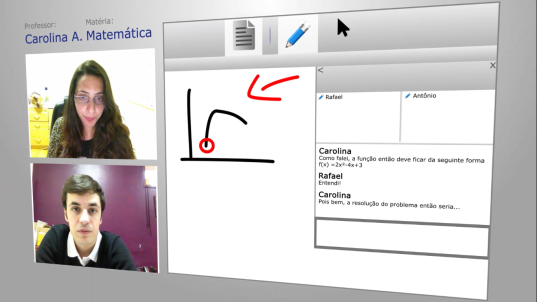 Professor:
Matéria:
Carolina A. Matemática
x
<
Rafael
Antônio
Carolina
Como falei, a função então deve ficar da seguinte forma
f(x) =2x²-4x+3
Rafael
Entendi!
Carolina
Pois bem, a resolução do problema então seria...